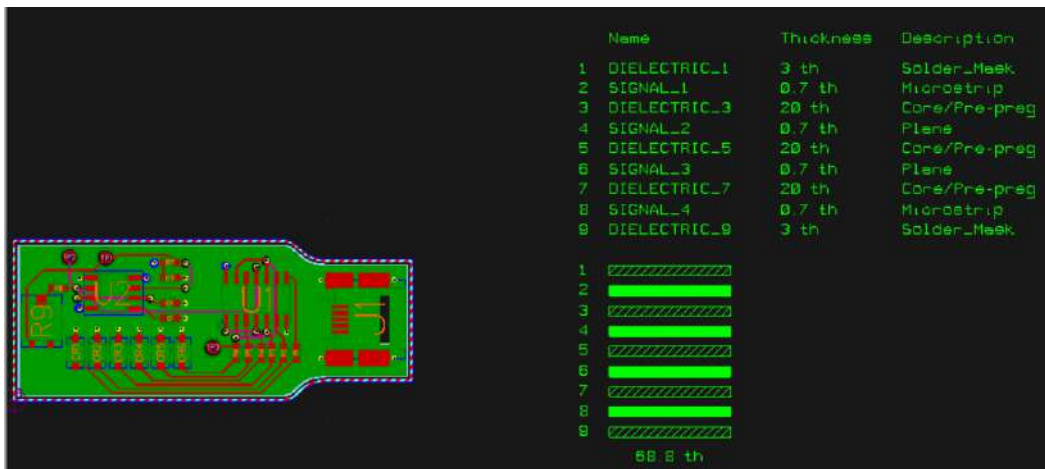 Name Thickness Description
1 DIELECTRIC_1 3 th Solder_Mask
2 SIGNAL_1 0.7 th Microstrip
3 DIELECTRIC_3 20 th Core/Pre-preg
4 SIGNAL_2 0.7 th Plane
5 DIELECTRIC_5 20 th Core/Pre-preg
6 SIGNAL_3 0.7 th Plane
7 DIELECTRIC_7 20 th Core/Pre-preg
8 SIGNAL_4 0.7 th Microstrip
9 DIELECTRIC_9 3 th Solder_Mask
1
2
3
4
5
6
7
8
9
68.8 th
U2
U1
J1
R9